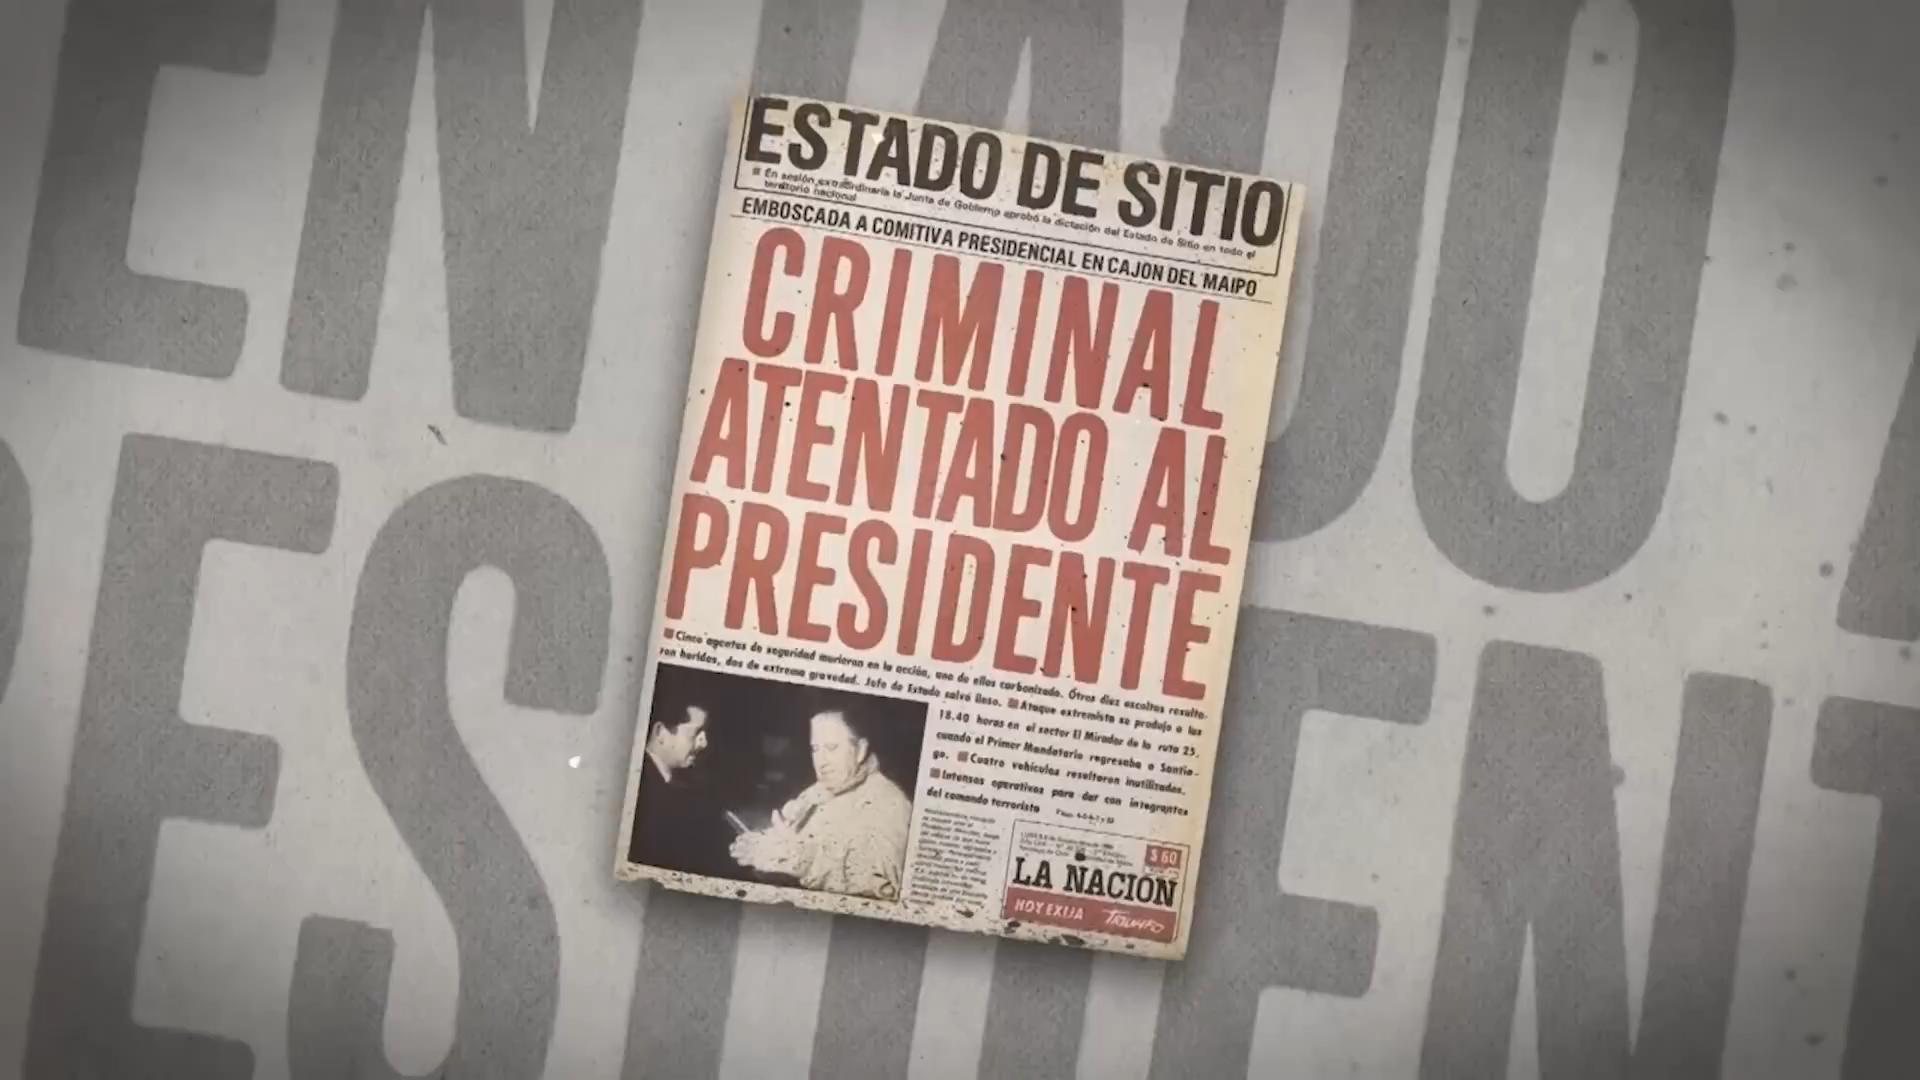 ESTADO DE SITIO
En sesión extraordinaria la Junta de Gobierno aprobó la dictación del Estado de Sitio en todo el
territorio nacional
EMBOSCADA A COMITIVA PRESIDENCIAL EN CAJON DEL MAIPO
CRIMINAL
ATENTADO AL
PRESIDENTE
Cinco agentes de seguridad murieron en la acción, uno de ellos carbonizado. Otros diez escoltas resulta-
ron heridos, dos de extrema gravedad. Jefe de Estado salvó ileso. Ataque extremista se produjo a las
18.40 horas en el sector El Mirador de la ruta 25,
cuando el Primer Mandatario regresaba a Santia-
go. Cuatro vehículos resultaron inutilizados.
Intensos operativos para dar con integrantes
del comando terrorista
$ 60
LA NACION
HOY EXIJA TRIUNFO